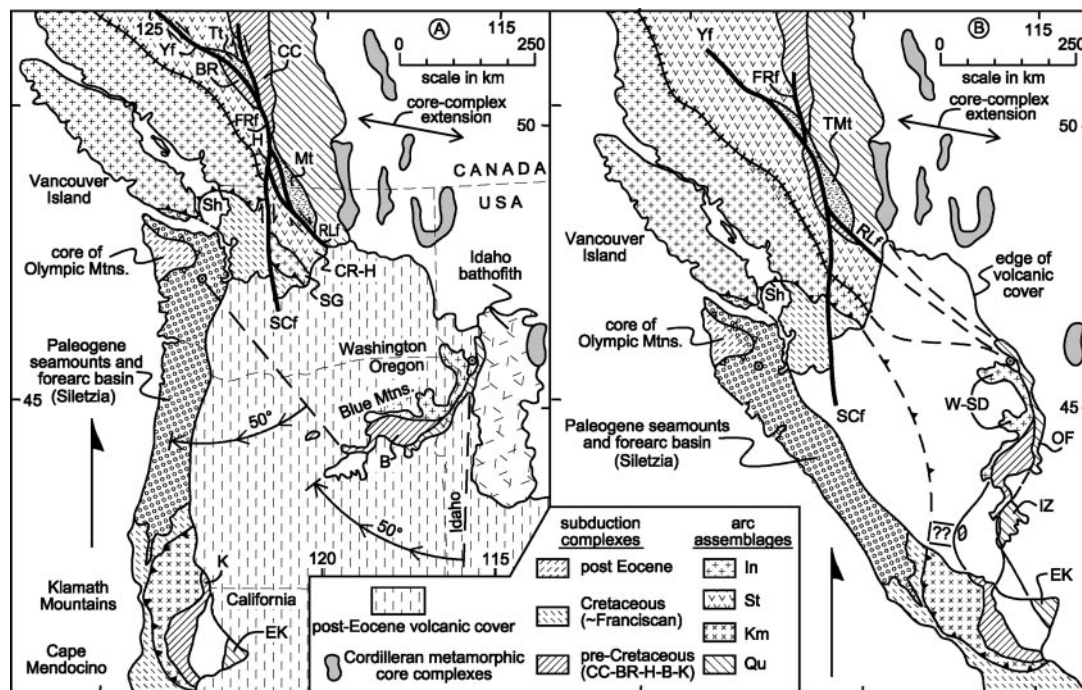 125
Tt
Yf
CC
BR
A
115
0
250
scale in km
core-complex
extension
50
FRf
H
Mt
CANADA
USA
Vancouver
Island
Sh
RLf
core of
Olympic Mtns.
CR-H
SG
SCf
Idaho
bathofith
Washington
Oregon
Paleogene
seamounts
and forearc
basin
(Siletzia)
45
Blue Mtns.
50°
B
50°
Idaho
120
115
K
Klamath
Mountains
California
EK
Cape
Mendocino
post-Eocene volcanic cover
Cordilleran metamorphic
core complexes
subduction
complexes
post Eocene
Cretaceous
(~Franciscan)
pre-Cretaceous
(CC-BR-H-B-K)
arc
assemblages
In
St
Km
Qu
Yf
B
115
0
250
scale in km
FRf
core-complex
extension
50
TMt
Vancouver
Island
RLf
Sh
edge of
volcanic
cover
core of
Olympic Mtns.
W-SD
45
SCf
OF
Paleogene seamounts
and forearc basin
(Siletzia)
IZ
??
EK